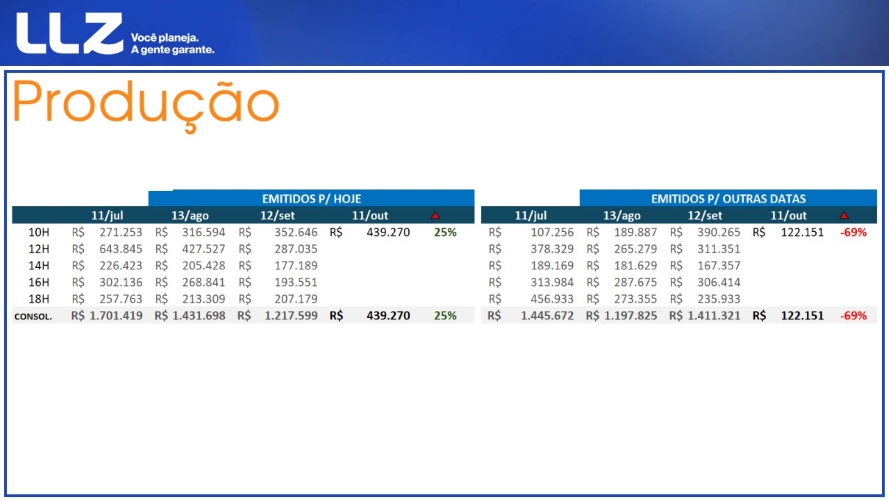 LLZ
Você planeja.
A gente garante.
Produção
EMITIDOS P/ HOJE EMITIDOS P/ OUTRAS DATAS
11/jul 13/ago 12/set 11/out 11/jul 13/ago 12/set 11/out
10H R$ 271.253 R$ 316.594 R$ 352.646 R$ 439.270 25% R$ 107.256 R$ 189.887 R$ 390.265 R$ 122.151 -69%
12H R$ 643.845 R$ 427.527 R$ 287.035 R$ 378.329 R$ 265.279 R$ 311.351
14H R$ 226.423 R$ 205.428 R$ 177.189 R$ 189.169 R$ 181.629 R$ 167.357
16H R$ 302.136 R$ 268.841 R$ 193.551 R$ 313.984 R$ 287.675 R$ 306.414
18H R$ 257.763 R$ 213.309 R$ 207.179 R$ 456.933 R$ 273.355 R$ 235.933
CONSOL. R$ 1.701.419 R$ 1.431.698 R$ 1.217.599 R$ 439.270 25% R$ 1.445.672 R$ 1.197.825 R$ 1.411.321 R$ 122.151 -69%